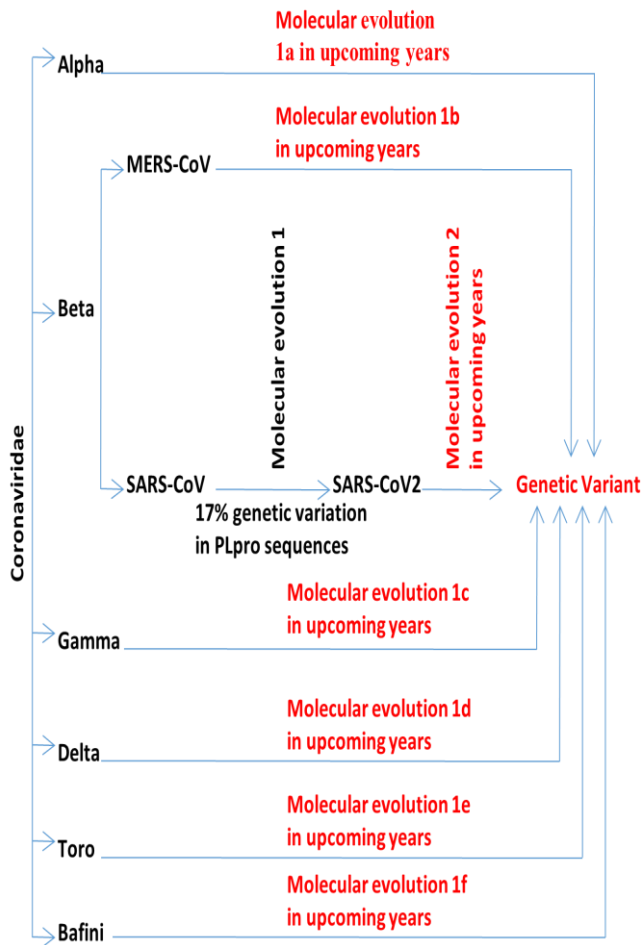 Molecular evolution
1a in upcoming years
Alpha
Molecular evolution 1b
in upcoming years
MERS-CoV
Molecular evolution 1
Molecular evolution 2
in upcoming years
Beta
Coronaviridae
SARS-CoV
SARS-CoV2
Genetic Variant
17% genetic variation
in PLpro sequences
Molecular evolution 1c
in upcoming years
Gamma
Molecular evolution 1d
in upcoming years
Delta
Molecular evolution 1e
in upcoming years
Toro
Molecular evolution 1f
in upcoming years
Bafini